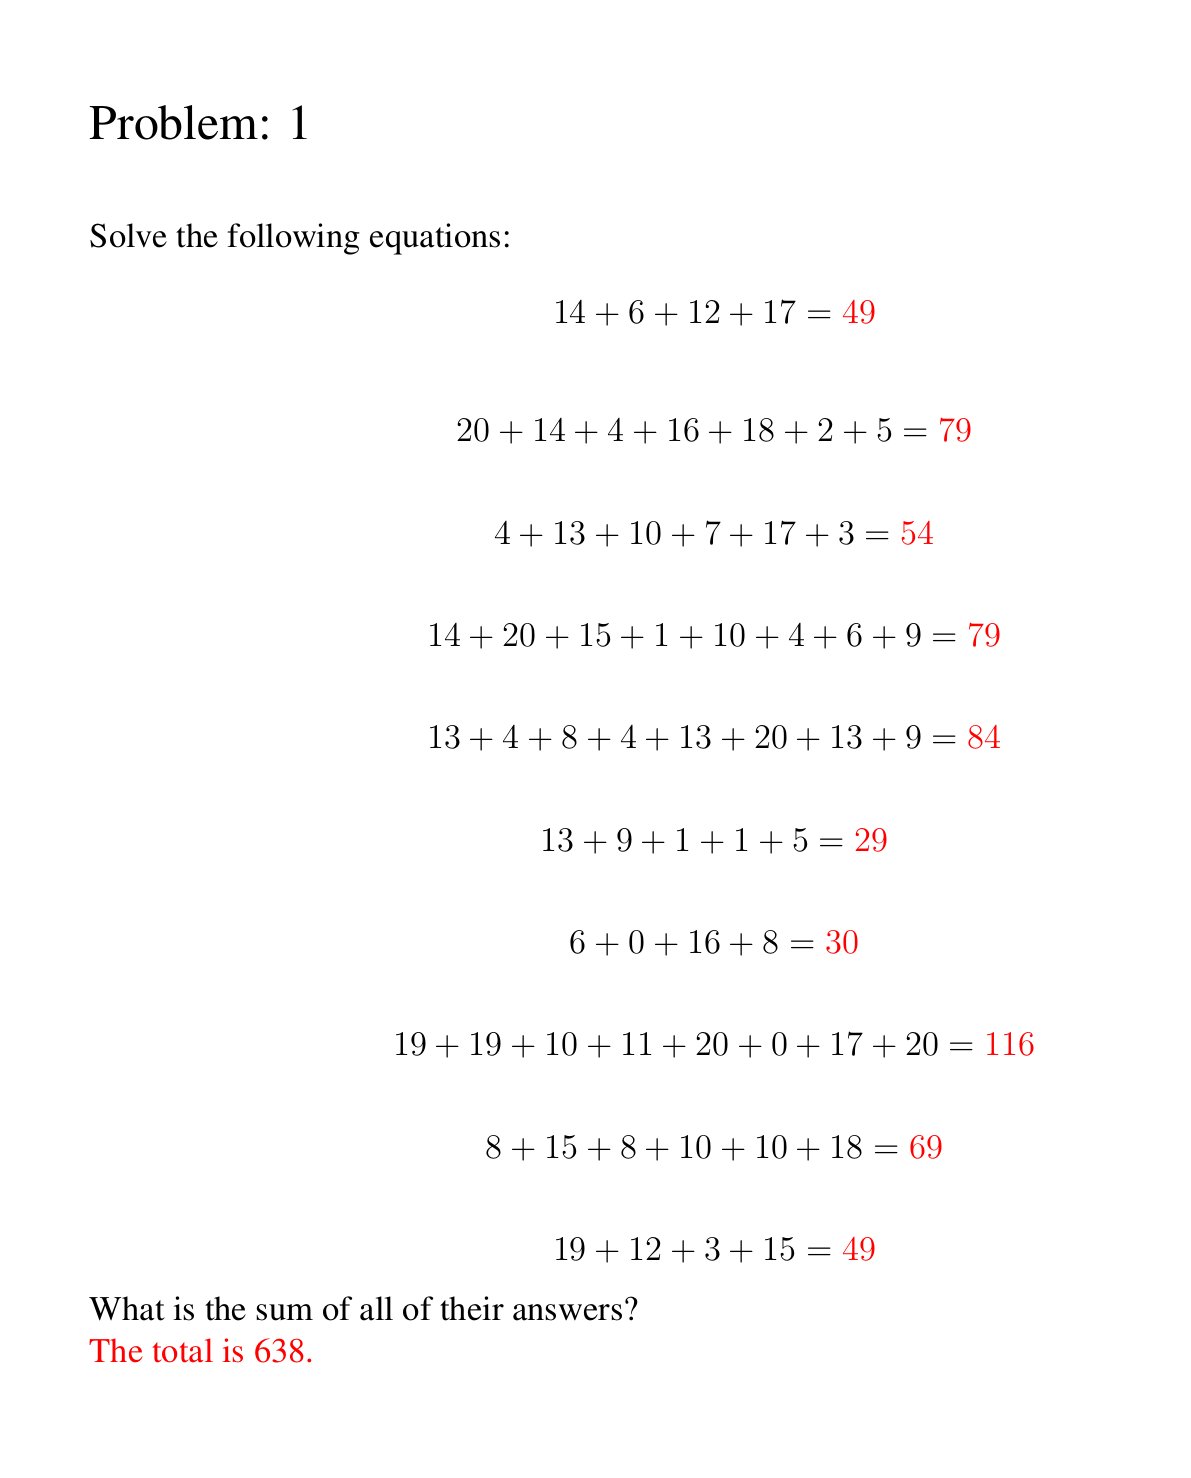 Problem: 1
Solve the following equations:
14 + 6 + 12 + 17 = 49
20 + 14 + 4 + 16 + 18 + 2 + 5 = 79
4 + 13 + 10 + 7 + 17 + 3 = 54
14 + 20 + 15 + 1 + 10 + 4 + 6 + 9 = 79
13 + 4 + 8 + 4 + 13 + 20 + 13 + 9 = 84
13 + 9 + 1 + 1 + 5 = 29
6 + 0 + 16 + 8 = 30
19 + 19 + 10 + 11 + 20 + 0 + 17 + 20 = 116
8 + 15 + 8 + 10 + 10 + 18 = 69
19 + 12 + 3 + 15 = 49
What is the sum of all of their answers?
The total is 638.